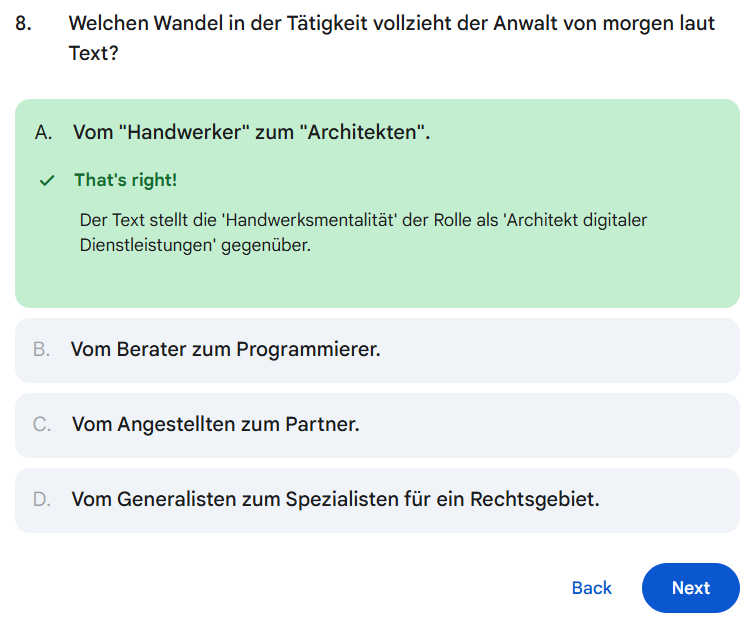 8. Welchen Wandel in der Tätigkeit vollzieht der Anwalt von morgen laut
Text?
A. Vom "Handwerker" zum "Architekten".
✓ That's right!
Der Text stellt die 'Handwerksmentalität' der Rolle als 'Architekt digitaler
Dienstleistungen' gegenüber.
B. Vom Berater zum Programmierer.
C. Vom Angestellten zum Partner.
D. Vom Generalisten zum Spezialisten für ein Rechtsgebiet.
Back Next